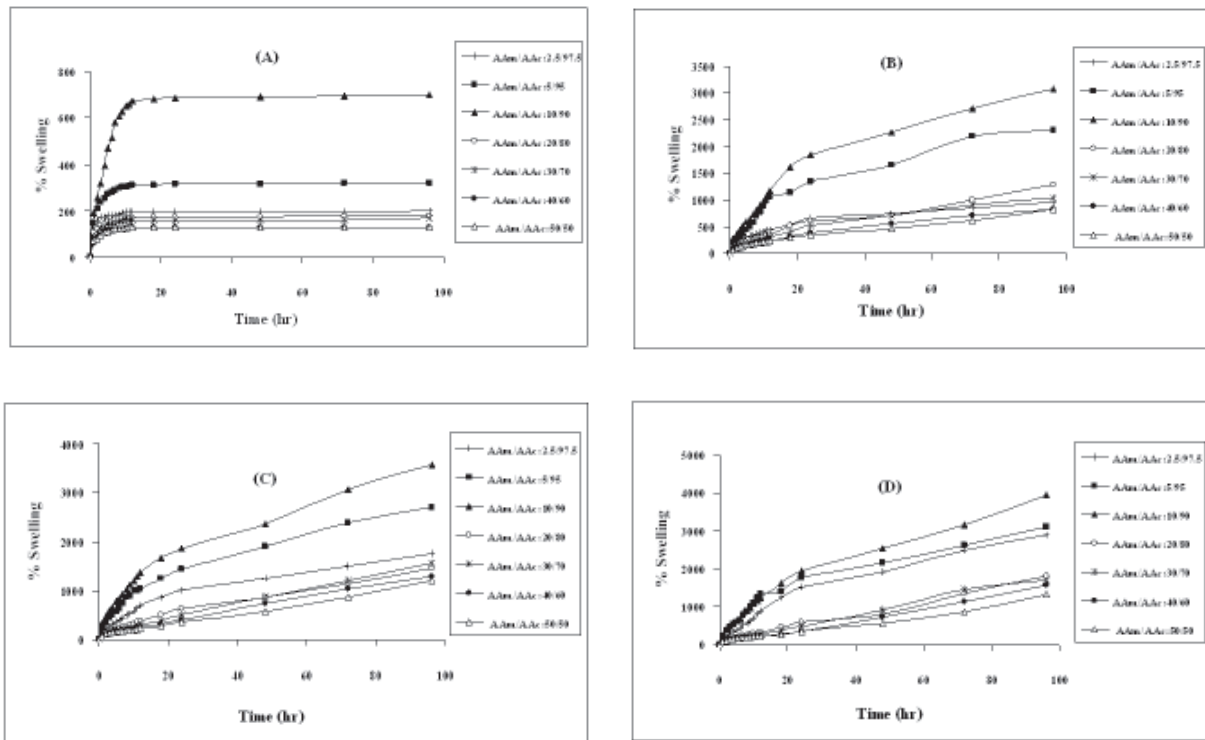 (A)
800
600
400
200
0
% Swelling
0 20 40 60 80 100
Time (hr)
AAm/AAc:2.5/97.5
AAm/AAc:5/95
AAm/AAc:10/90
AAm/AAc:20/80
AAm/AAc:30/70
AAm/AAc:40/60
AAm/AAc:50/50
(B)
3500
3000
2500
2000
1500
1000
500
0
% Swelling
0 20 40 60 80 100
Time (hr)
AAm/AAc:2.5/97.5
AAm/AAc:5/95
AAm/AAc:10/90
AAm/AAc:20/80
AAm/AAc:30/70
AAm/AAc:40/60
AAm/AAc:50/50
(C)
4000
3000
2000
1000
0
% Swelling
0 20 40 60 80 100
Time (hr)
AAm/AAc:2.5/97.5
AAm/AAc:5/95
AAm/AAc:10/90
AAm/AAc:20/80
AAm/AAc:30/70
AAm/AAc:40/60
AAm/AAc:50/50
(D)
5000
4000
3000
2000
1000
0
% Swelling
0 20 40 60 80 100
Time (hr)
AAm/AAc:2.5/97.5
AAm/AAc:5/95
AAm/AAc:10/90
AAm/AAc:20/80
AAm/AAc:30/70
AAm/AAc:40/60
AAm/AAc:50/50